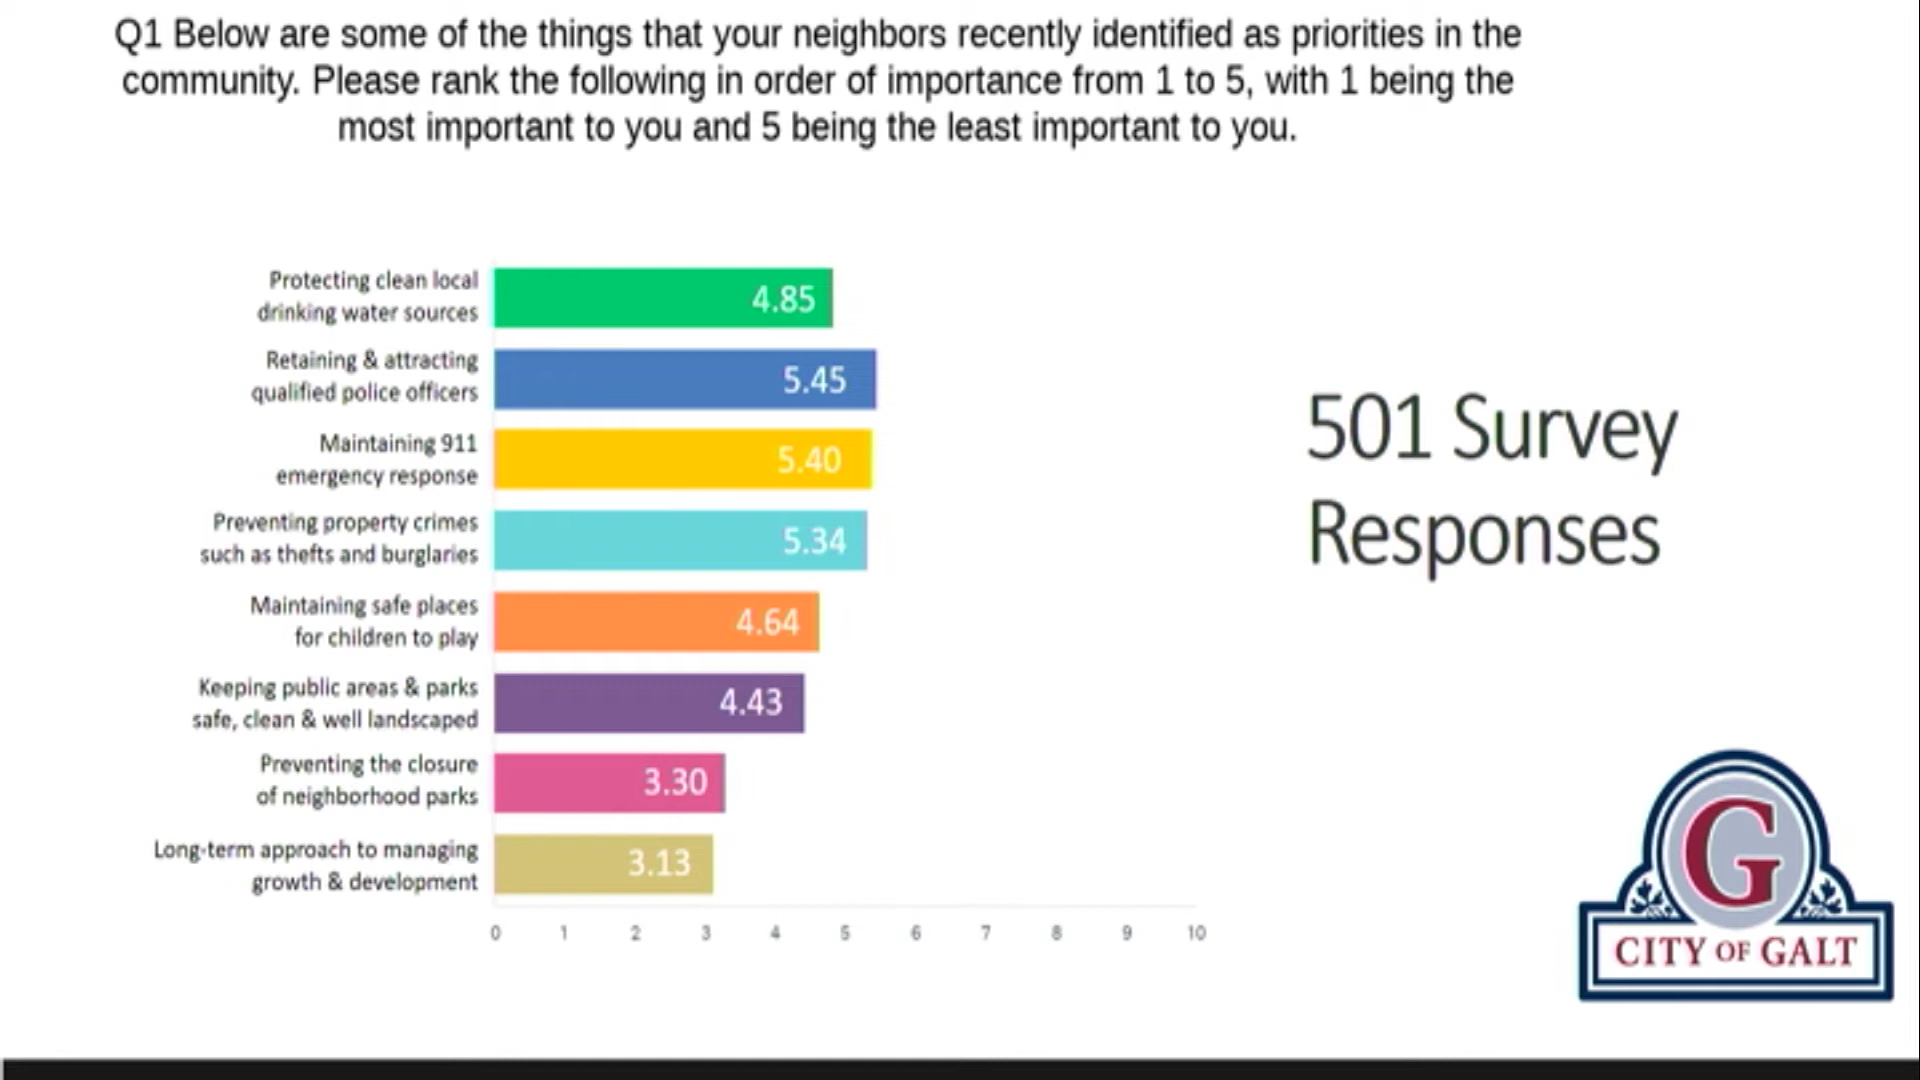 Q1 Below are some of the things that your neighbors recently identified as priorities in the
community. Please rank the following in order of importance from 1 to 5, with 1 being the
most important to you and 5 being the least important to you.
Protecting clean local
drinking water sources
4.85
Retaining & attracting
qualified police officers
5.45
Maintaining 911
emergency response
5.40
Preventing property crimes
such as thefts and burglaries
5.34
Maintaining safe places
for children to play
4.64
Keeping public areas & parks
safe, clean & well landscaped
4.43
Preventing the closure
of neighborhood parks
3.30
Long-term approach to managing
growth & development
3.13
0 1 2 3 4 5 6 7 8 9 10
501 Survey
Responses
G
CITY OF GALT